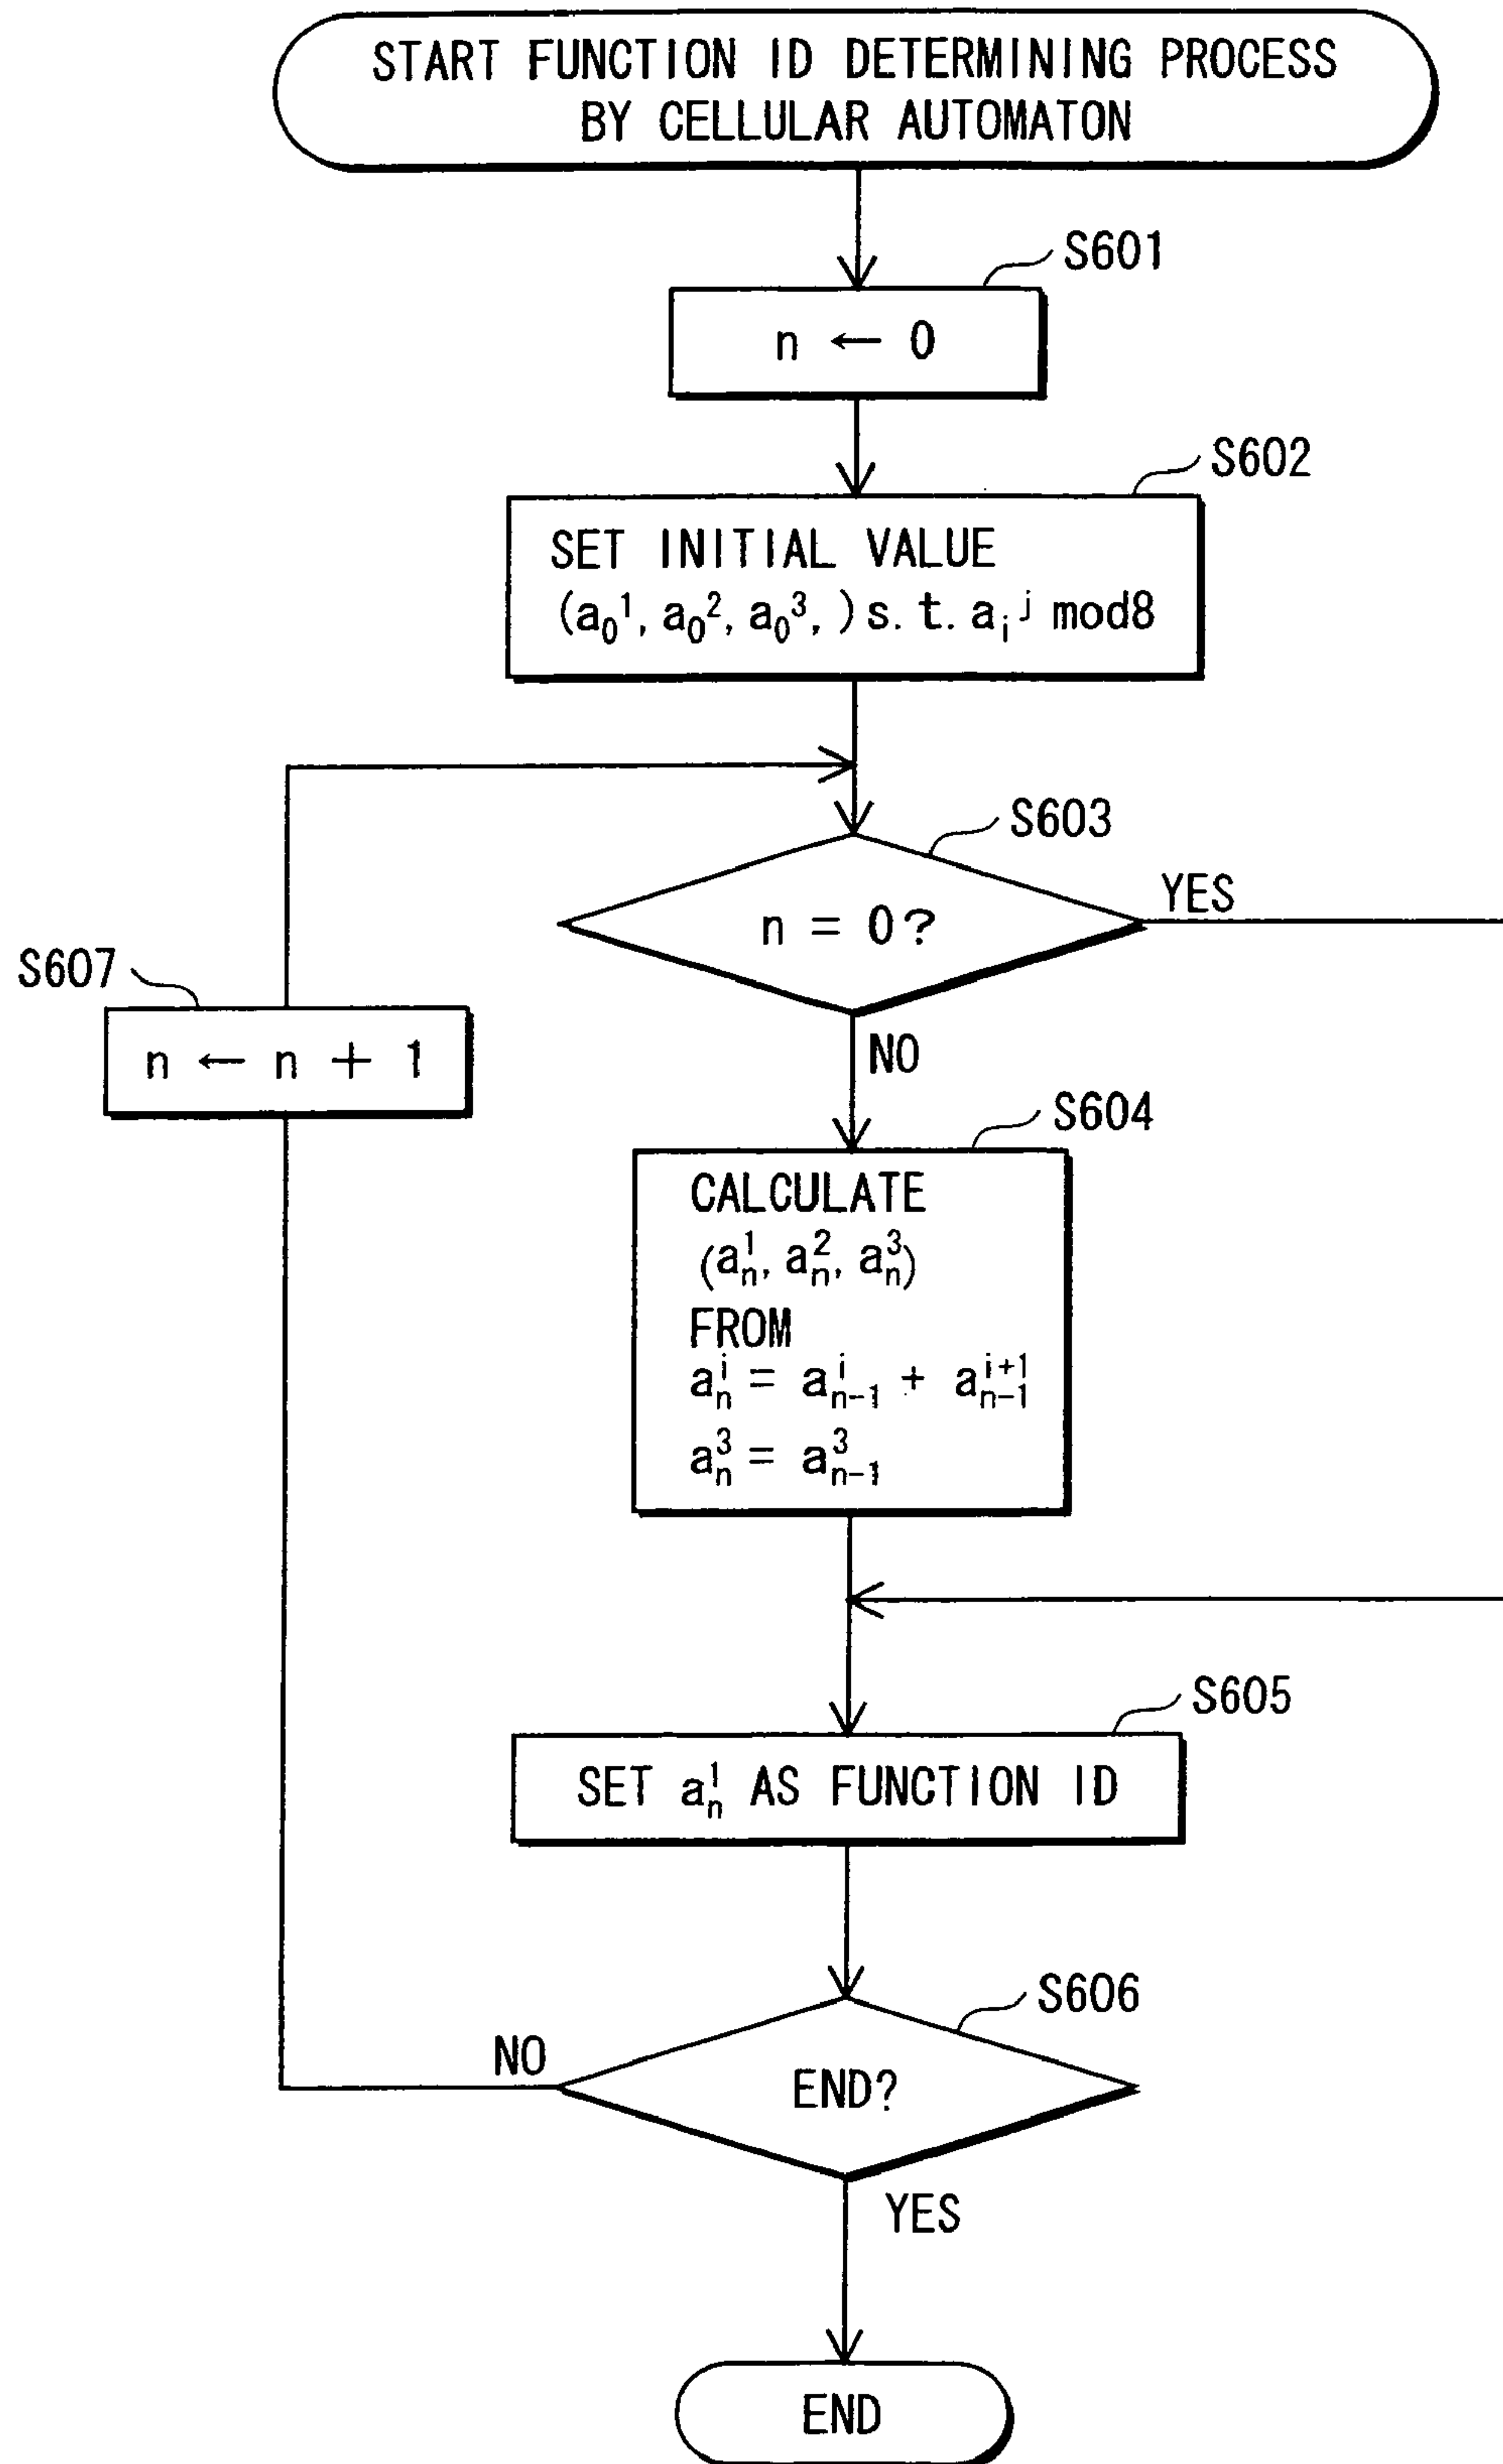 START FUNCTION ID DETERMINING PROCESS
BY CELLULAR AUTOMATON
S601
n ← 0
S602
SET INITIAL VALUE
(a₀¹, a₀², a₀³, ) s. t. aᵢʲ mod8
S603
n = 0?
YES
S607
n ← n + 1
NO
S604
CALCULATE
(aₙ¹, aₙ², aₙ³)
FROM
aₙⁱ = aₙ₋₁ⁱ + aₙ₋₁ⁱ⁺¹
aₙ³ = aₙ₋₁³
S605
SET aₙ¹ AS FUNCTION ID
S606
NO
END?
YES
END